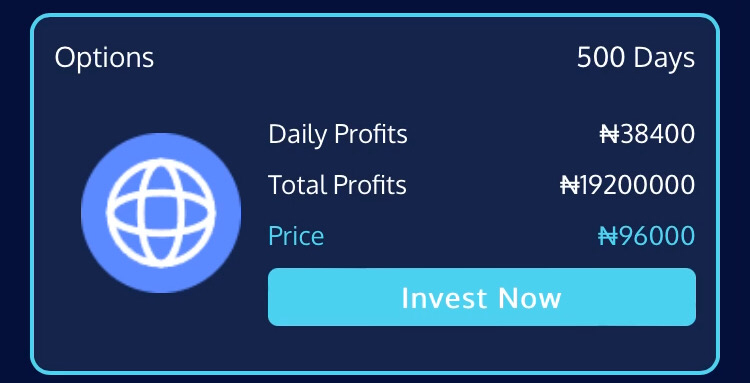 Options 500 Days
Daily Profits ₦38400
Total Profits ₦19200000
Price ₦96000
Invest Now